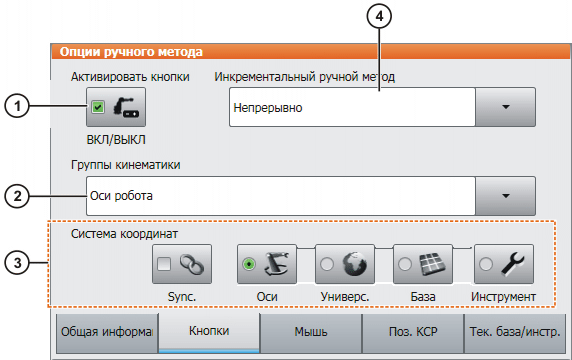 4
Опции ручного метода
Активировать кнопки
Инкрементальный ручной метод
1
Непрерывно
ВКЛ/ВЫКЛ
Группы кинематики
2
Оси робота
Система координат
3
Sync.
Оси
Универс.
База
Инструмент
Общая информа
Кнопки
Мышь
Поз. КСР
Тек. база/инстр.